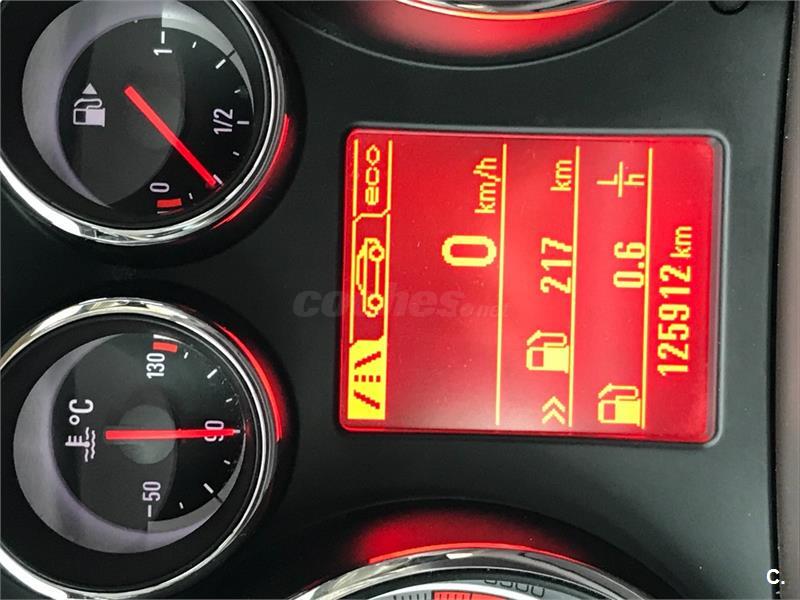 eco
0 km/h
217 km
0.6 L/h
125912 km
50
90
130
°C
0
1/2
1
coches.net
C.